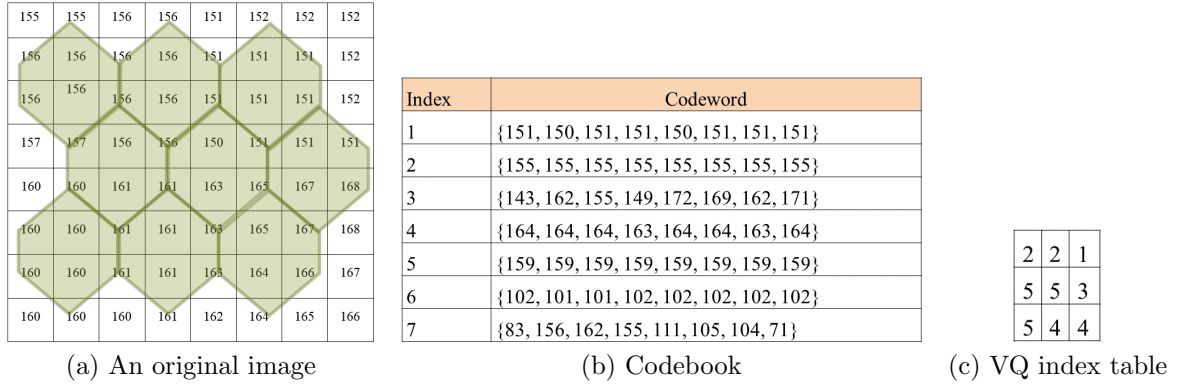 155 155 156 156 151 152 152 152
156 156 156 156 151 151 151 152
156 156 156 156 151 151 151 152
157 157 156 156 150 151 151 151
160 160 161 161 163 165 167 168
160 160 161 161 163 165 167 168
160 160 161 161 163 164 166 167
160 160 160 161 162 164 165 166
(a) An original image
Index Codeword
1 {151, 150, 151, 151, 150, 151, 151, 151}
2 {155, 155, 155, 155, 155, 155, 155, 155}
3 {143, 162, 155, 149, 172, 169, 162, 171}
4 {164, 164, 164, 163, 164, 164, 163, 164}
5 {159, 159, 159, 159, 159, 159, 159, 159}
6 {102, 101, 101, 102, 102, 102, 102, 102}
7 {83, 156, 162, 155, 111, 105, 104, 71}
(b) Codebook
2 2 1
5 5 3
5 4 4
(c) VQ index table